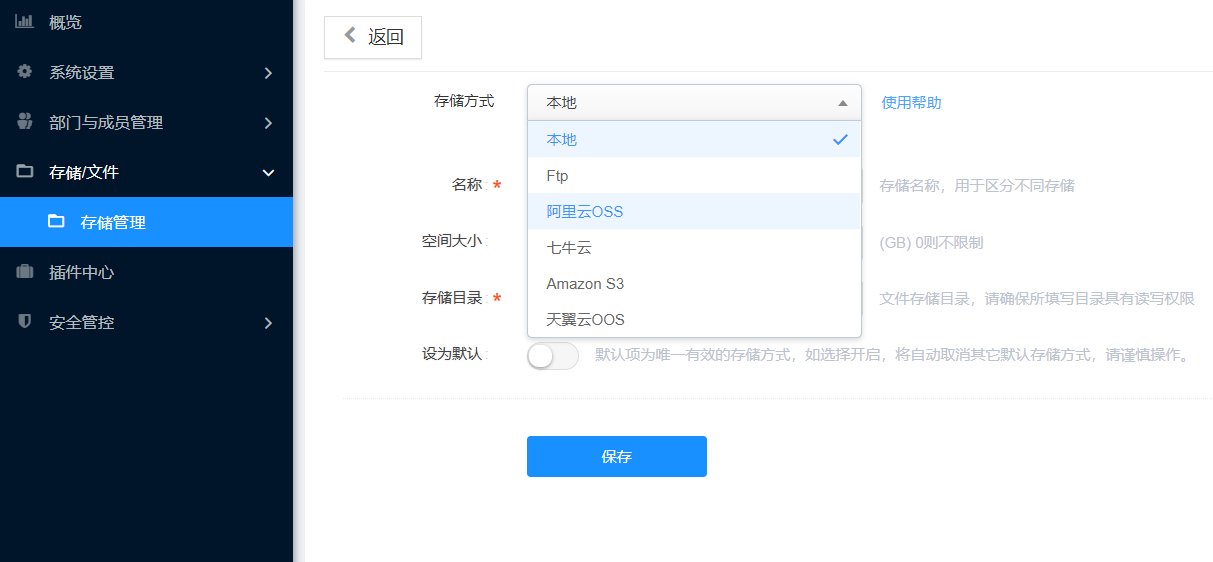 概览
系统设置
部门与成员管理
存储/文件
存储管理
插件中心
安全管控
返回
存储方式
本地
使用帮助
本地
Ftp
阿里云OSS
七牛云
Amazon S3
天翼云OOS
名称 : * 存储名称，用于区分不同存储
空间大小 : (GB) 0则不限制
存储目录 : * 文件存储目录，请确保所填写目录具有读写权限
设为默认 : 默认项为唯一有效的存储方式，如选择开启，将自动取消其它默认存储方式，请谨慎操作。
保存